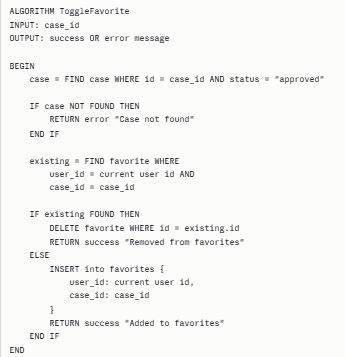 ALGORITHM ToggleFavorite
INPUT: case_id
OUTPUT: success OR error message
BEGIN
case = FIND case WHERE id = case_id AND status = "approved"
IF case NOT FOUND THEN
RETURN error "Case not found"
END IF
existing = FIND favorite WHERE
user_id = current user id AND
case_id = case_id
IF existing FOUND THEN
DELETE favorite WHERE id = existing.id
RETURN success "Removed from favorites"
ELSE
INSERT into favorites {
user_id: current user id,
case_id: case_id
}
RETURN success "Added to favorites"
END IF
END